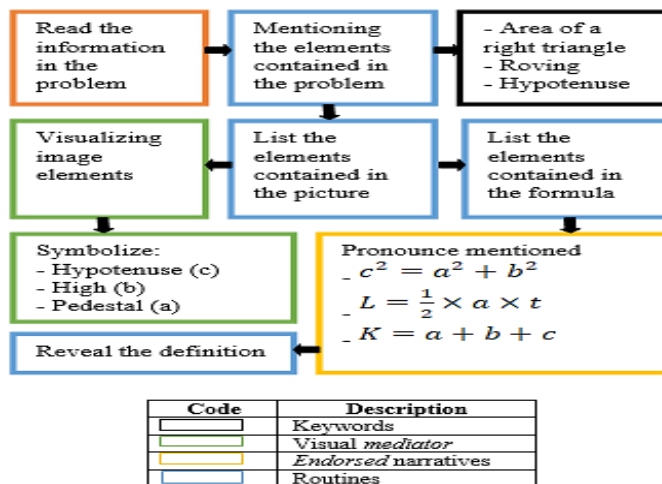 Read the
information
in the
problem
Mentioning
the elements
contained in
the problem
- Area of a
right triangle
- Roving
- Hypotenuse
Visualizing
image
elements
List the
elements
contained in
the picture
List the
elements
contained in
the formula
Symbolize:
- Hypotenuse (c)
- High (b)
- Pedestal (a)
Pronounce mentioned
- c² = a² + b²
- L = 1/2 × a × t
- K = a + b + c
Reveal the definition
Code Description
Keywords
Visual mediator
Endorsed narratives
Routines